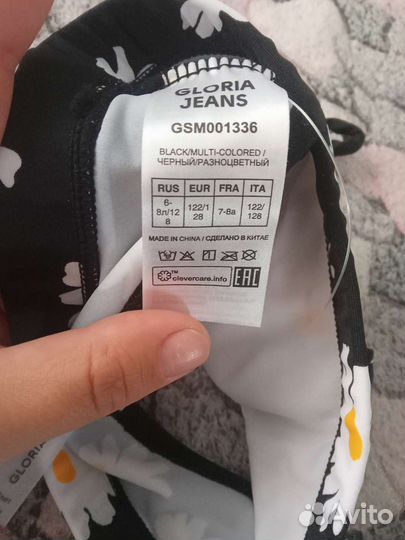 GLORIA
JEANS
GSM001336
BLACK/MULTI-COLORED /
ЧЕРНЫЙ/РАЗНОЦВЕТНЫЙ
RUS EUR FRA ITA
6- 122/1 7-8a 122/
8л/12 28 128
8
MADE IN CHINA / СДЕЛАНО В КИТАЕ
clevercare.info EAC
GLORIA
Avito